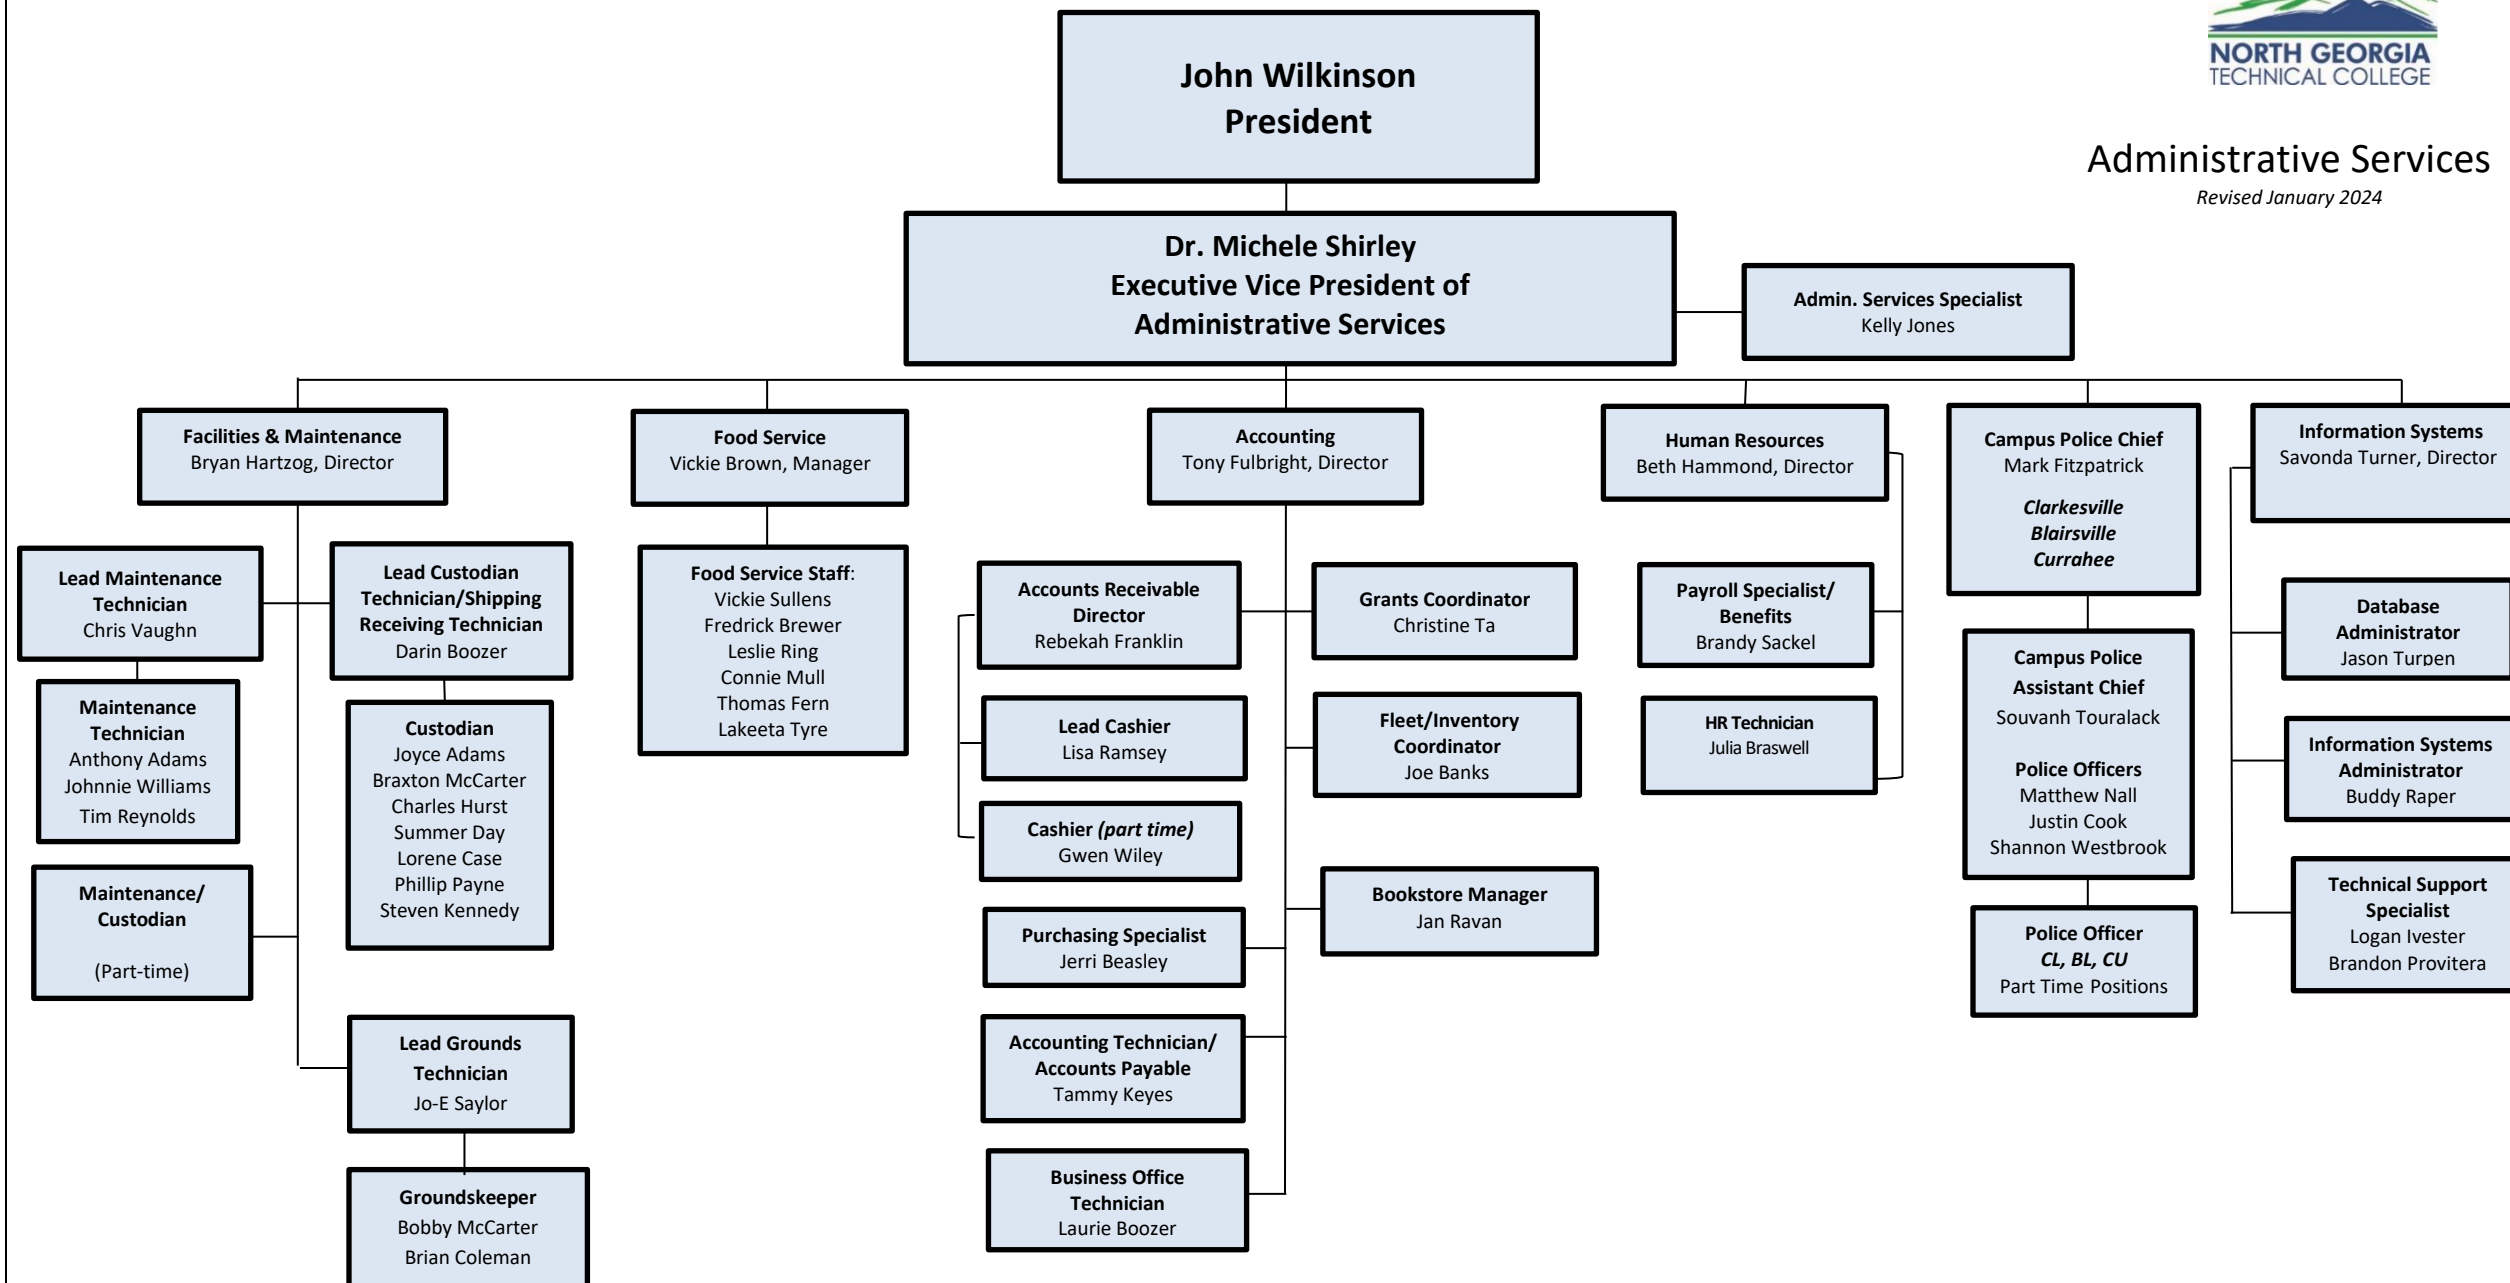 NORTH GEORGIA
TECHNICAL COLLEGE
Administrative Services
Revised January 2024
John Wilkinson
President
Dr. Michele Shirley
Executive Vice President of
Administrative Services
Admin. Services Specialist
Kelly Jones
Facilities & Maintenance
Bryan Hartzog, Director
Lead Maintenance
Technician
Chris Vaughn
Maintenance
Technician
Anthony Adams
Johnnie Williams
Tim Reynolds
Maintenance/
Custodian
(Part-time)
Lead Custodian
Technician/Shipping
Receiving Technician
Darin Boozer
Custodian
Joyce Adams
Braxton McCarter
Charles Hurst
Summer Day
Lorene Case
Phillip Payne
Steven Kennedy
Lead Grounds
Technician
Jo-E Saylor
Groundskeeper
Bobby McCarter
Brian Coleman
Food Service
Vickie Brown, Manager
Food Service Staff:
Vickie Sullens
Fredrick Brewer
Leslie Ring
Connie Mull
Thomas Fern
Lakeeta Tyre
Accounting
Tony Fulbright, Director
Accounts Receivable
Director
Rebekah Franklin
Lead Cashier
Lisa Ramsey
Cashier (part time)
Gwen Wiley
Purchasing Specialist
Jerri Beasley
Accounting Technician/
Accounts Payable
Tammy Keyes
Business Office
Technician
Laurie Boozer
Grants Coordinator
Christine Ta
Fleet/Inventory
Coordinator
Joe Banks
Bookstore Manager
Jan Ravan
Human Resources
Beth Hammond, Director
Payroll Specialist/
Benefits
Brandy Sackel
HR Technician
Julia Braswell
Campus Police Chief
Mark Fitzpatrick
Clarkesville
Blairsville
Currahee
Campus Police
Assistant Chief
Souvanh Touralack
Police Officers
Matthew Nall
Justin Cook
Shannon Westbrook
Police Officer
CL, BL, CU
Part Time Positions
Information Systems
Savonda Turner, Director
Database
Administrator
Jason Turpen
Information Systems
Administrator
Buddy Raper
Technical Support
Specialist
Logan Ivester
Brandon Provitera